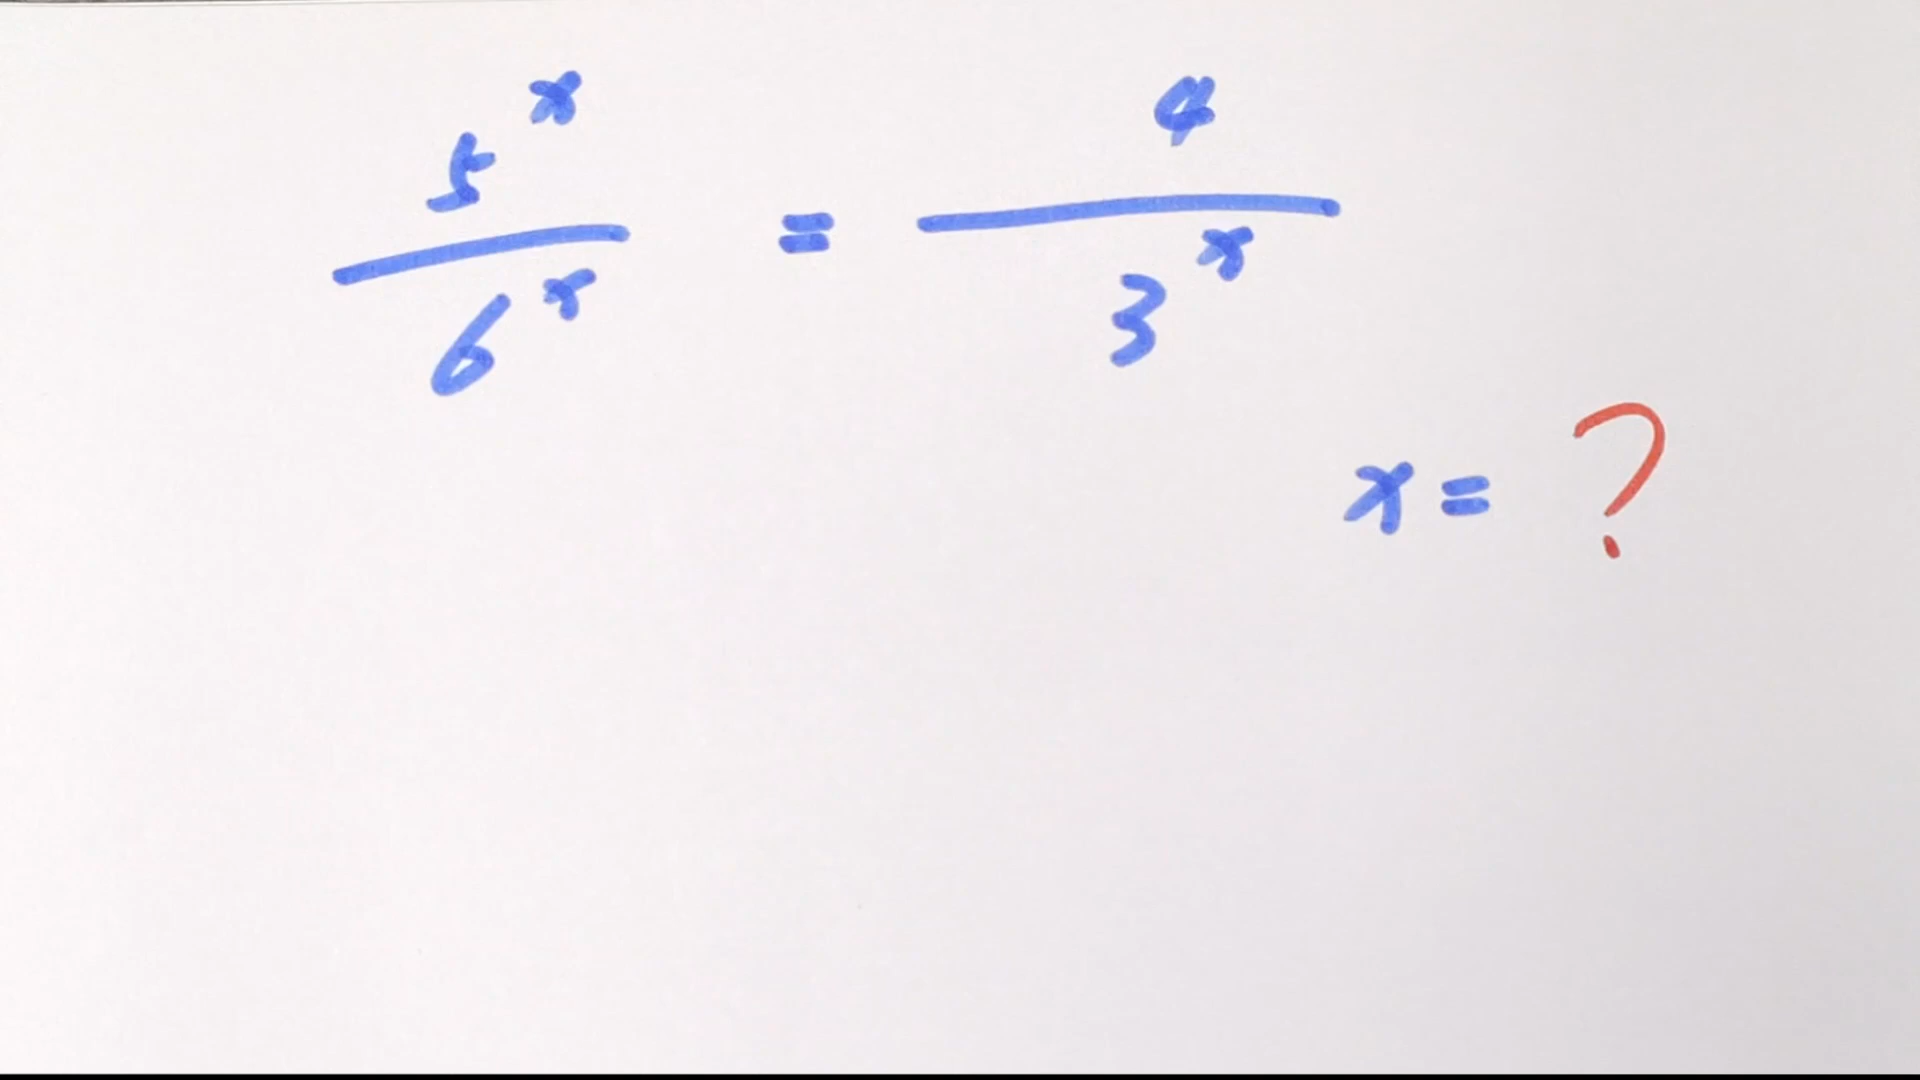 5^x / 6^x = 4 / 3^x
x = ?